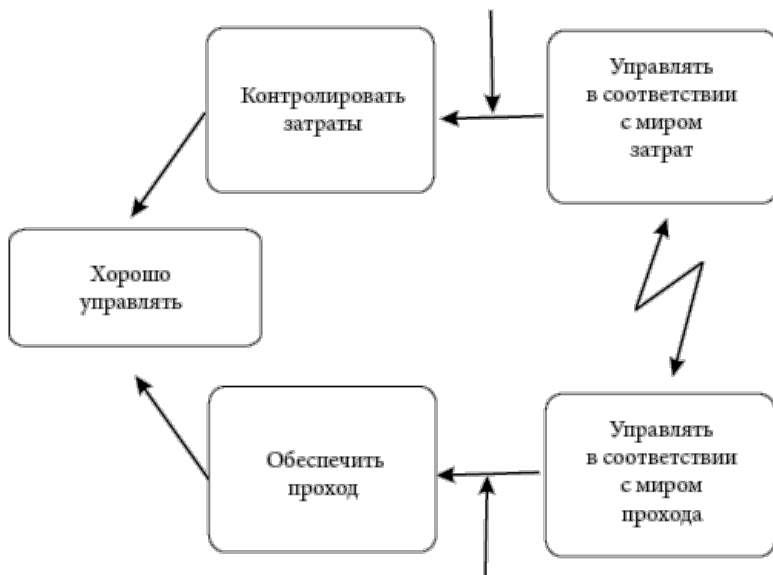 Контролировать
затраты
Управлять
в соответствии
с миром
затрат
Хорошо
управлять
Обеспечить
проход
Управлять
в соответствии
с миром
прохода